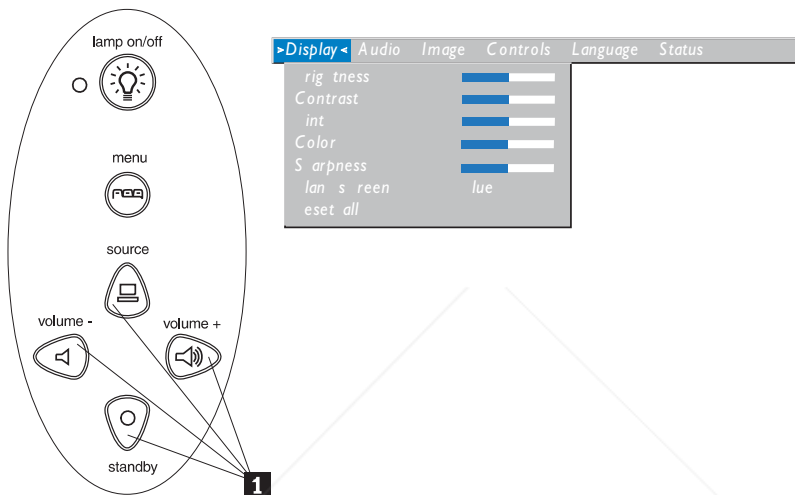 lamp on/off
menu
source
volume -
volume +
standby
1
>Display< Audio Image Controls Language Status
rig tness
Contrast
int
Color
S arpness
lan s reen lue
eset all